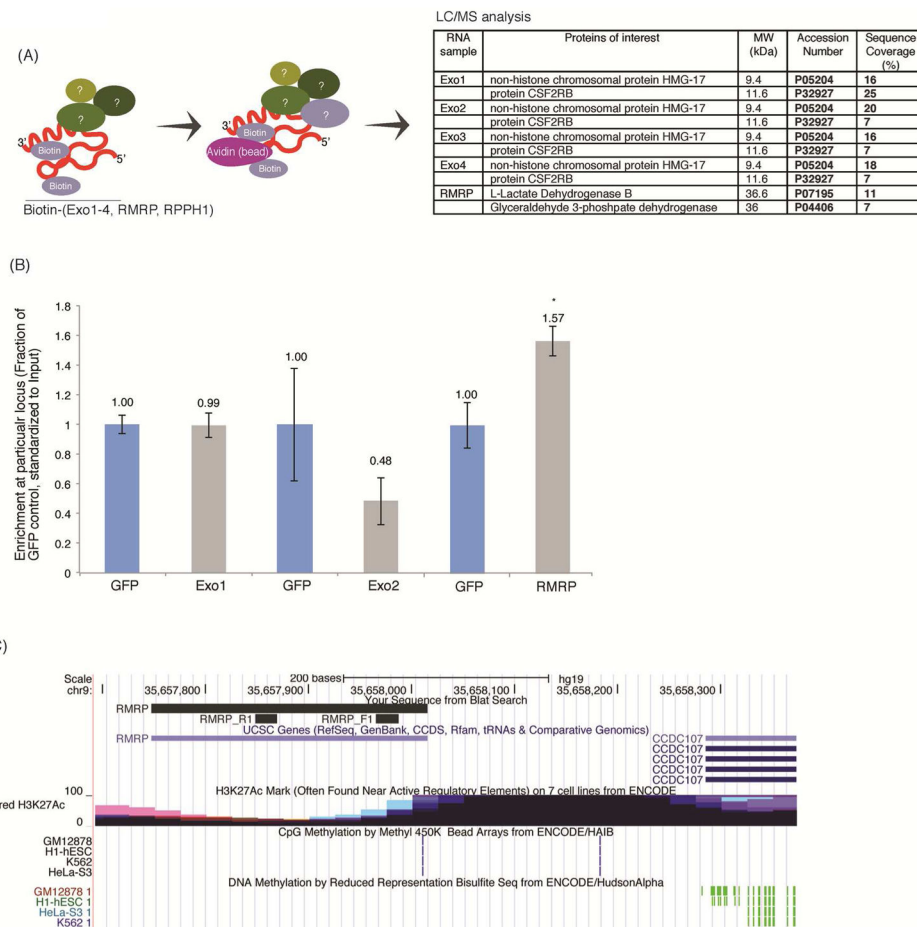 LC/MS analysis
(A)
?
?
?
3'
Biotin
5'
Biotin
Biotin-(Exo1-4, RMRP, RPPH1)
?
?
?
?
3'
Biotin
5'
Avidin (bead)
Biotin
RNA sample Proteins of interest MW (kDa) Accession Number Sequence Coverage (%)
Exo1 non-histone chromosomal protein HMG-17 9.4 P05204 16
protein CSF2RB 11.6 P32927 25
Exo2 non-histone chromosomal protein HMG-17 9.4 P05204 20
protein CSF2RB 11.6 P32927 7
Exo3 non-histone chromosomal protein HMG-17 9.4 P05204 16
protein CSF2RB 11.6 P32927 7
Exo4 non-histone chromosomal protein HMG-17 9.4 P05204 18
protein CSF2RB 11.6 P32927 7
RMRP L-Lactate Dehydrogenase B 36.6 P07195 11
Glyceraldehyde 3-phoshpate dehydrogenase 36 P04406 7
(B)
Enrichment at particualr locus (Fraction of
GFP control, standardized to Input)
1.8
1.6
1.4
1.2
1
0.8
0.6
0.4
0.2
0
1.00
0.99
1.00
0.48
1.00
*
1.57
GFP Exo1 GFP Exo2 GFP RMRP
C)
Scale 200 bases hg19
chr9: 35,657,800 35,657,900 35,658,000 35,658,100 35,658,200 35,658,300
Your Sequence from Blat Search
RMRP
RMRP_R1 RMRP_F1
UCSC Genes (RefSeq, GenBank, CCDS, Rfam, tRNAs & Comparative Genomics)
RMRP CCDC107
CCDC107
CCDC107
CCDC107
CCDC107
H3K27Ac Mark (Often Found Near Active Regulatory Elements) on 7 cell lines from ENCODE
100
red H3K27Ac
0
CpG Methylation by Methyl 450K Bead Arrays from ENCODE/HAIB
GM12878
H1-hESC
K562
HeLa-S3
DNA Methylation by Reduced Representation Bisulfite Seq from ENCODE/HudsonAlpha
GM12878 1
H1-hESC 1
HeLa-S3 1
K562 1